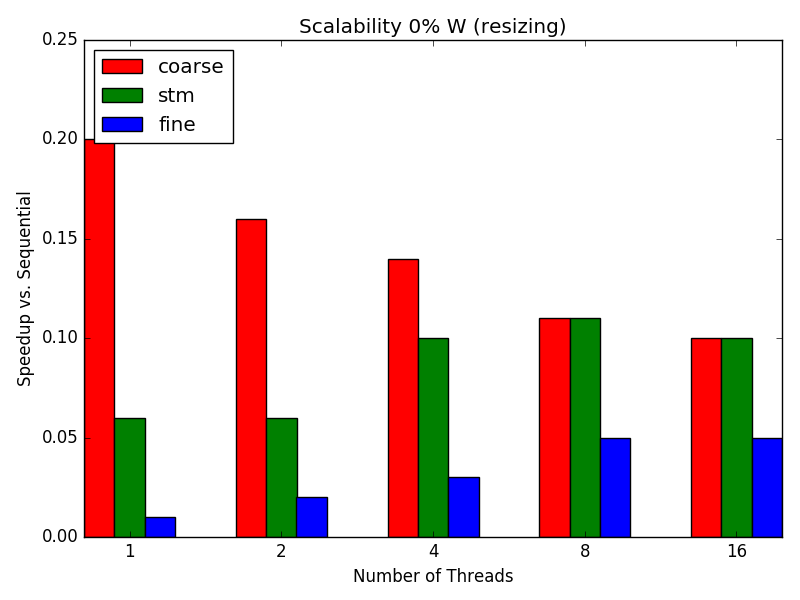 Scalability 0% W (resizing)
0.25
coarse
stm
fine
0.20
0.15
0.10
0.05
0.00
Speedup vs. Sequential
1 2 4 8 16
Number of Threads